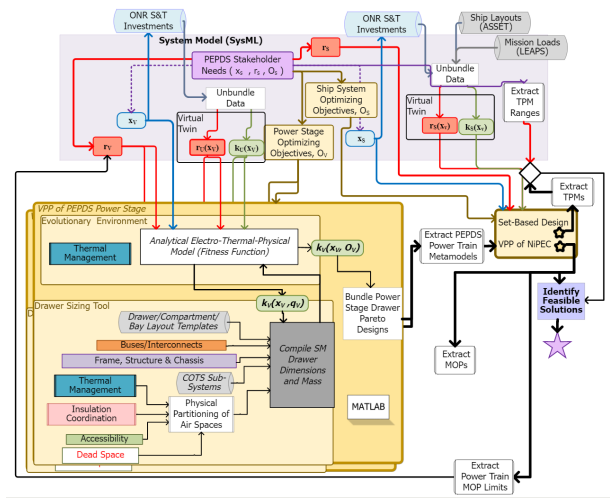 ONR S&T
Investments
System Model (SysML)
ONR S&T
Investments
Ship Layouts
(ASSET)
Mission Loads
(LEAPS)
PEPDS Stakeholder
Needs ( xS , rS , OS )
rS
Unbundle
Data
Unbundle
Data
Ship System
Optimizing
Objectives, OS
Extract
TPM
Ranges
xV
Virtual
Twin
Virtual
Twin
rS(xv)
kS(xv)
Power Stage
Optimizing
Objectives, OV
xS
rV
rU(xV)
kU(xV)
Extract
TPMs
VPP of PEPDS Power Stage
Evolutionary Environment
Thermal
Management
Analytical Electro-Thermal-Physical
Model (Fitness Function)
kV(xV, OV)
Extract PEPDS
Power Train
Metamodels
Set-Based Design
VPP of NiPEC
kV(xV,qV)
Bundle Power
Stage Drawer
Pareto
Designs
Identify
Feasible
Solutions
D
Drawer Sizing Tool
Drawer/Compartment/
Bay Layout Templates
Buses/Interconnects
Frame, Structure & Chassis
COTS Sub-
Systems
Compile SM
Drawer
Dimensions
and Mass
Extract
MOPs
Thermal
Management
Insulation
Coordination
Accessibility
Dead Space
Physical
Partitioning of
Air Spaces
MATLAB
Extract
Power Train
MOP Limits